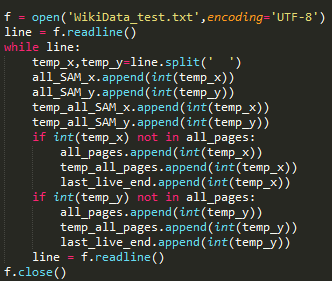 f = open('WikiData_test.txt',encoding='UTF-8')
line = f.readline()
while line:
    temp_x,temp_y=line.split('  ')
    all_SAM_x.append(int(temp_x))
    all_SAM_y.append(int(temp_y))
    temp_all_SAM_x.append(int(temp_x))
    temp_all_SAM_y.append(int(temp_y))
    if int(temp_x) not in all_pages:
        all_pages.append(int(temp_x))
        temp_all_pages.append(int(temp_x))
        last_live_end.append(int(temp_x))
    if int(temp_y) not in all_pages:
        all_pages.append(int(temp_y))
        temp_all_pages.append(int(temp_y))
        last_live_end.append(int(temp_y))
    line = f.readline()
f.close()